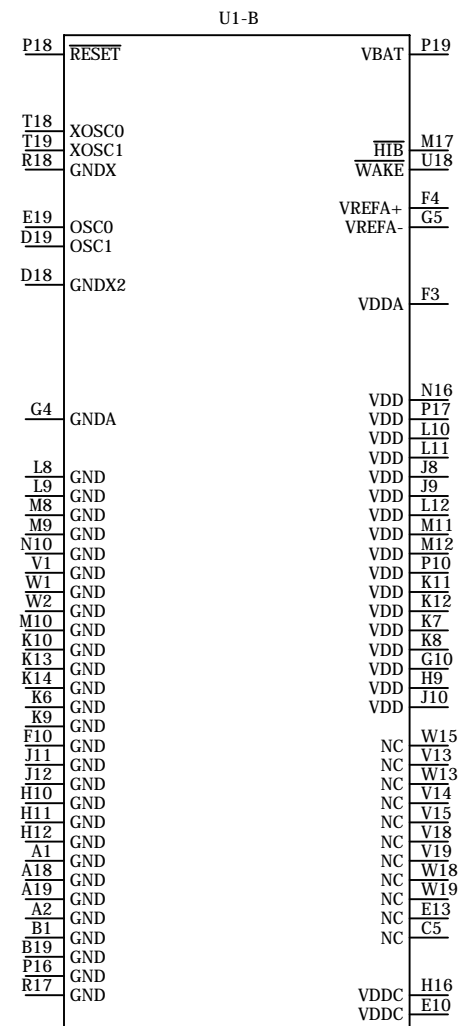 U1-B
P18 RESET VBAT P19
T18 XOSC0
T19 XOSC1 HIB M17
R18 GNDX WAKE U18
VREFA+ F4
E19 OSC0 VREFA- G5
D19 OSC1
D18 GNDX2
VDDA F3
VDD N16
G4 GNDA VDD P17
VDD L10
VDD L11
L8 GND VDD J8
L9 GND VDD J9
M8 GND VDD L12
M9 GND VDD M11
N10 GND VDD M12
V1 GND VDD P10
W1 GND VDD K11
W2 GND VDD K12
M10 GND VDD K7
K10 GND VDD K8
K13 GND VDD G10
K14 GND VDD H9
K6 GND VDD J10
K9 GND
F10 GND NC W15
J11 GND NC V13
J12 GND NC W13
H10 GND NC V14
H11 GND NC V15
H12 GND NC V18
A1 GND NC V19
A18 GND NC W18
A19 GND NC W19
A2 GND NC E13
B1 GND NC C5
B19 GND
P16 GND
R17 GND VDDC H16
VDDC E10